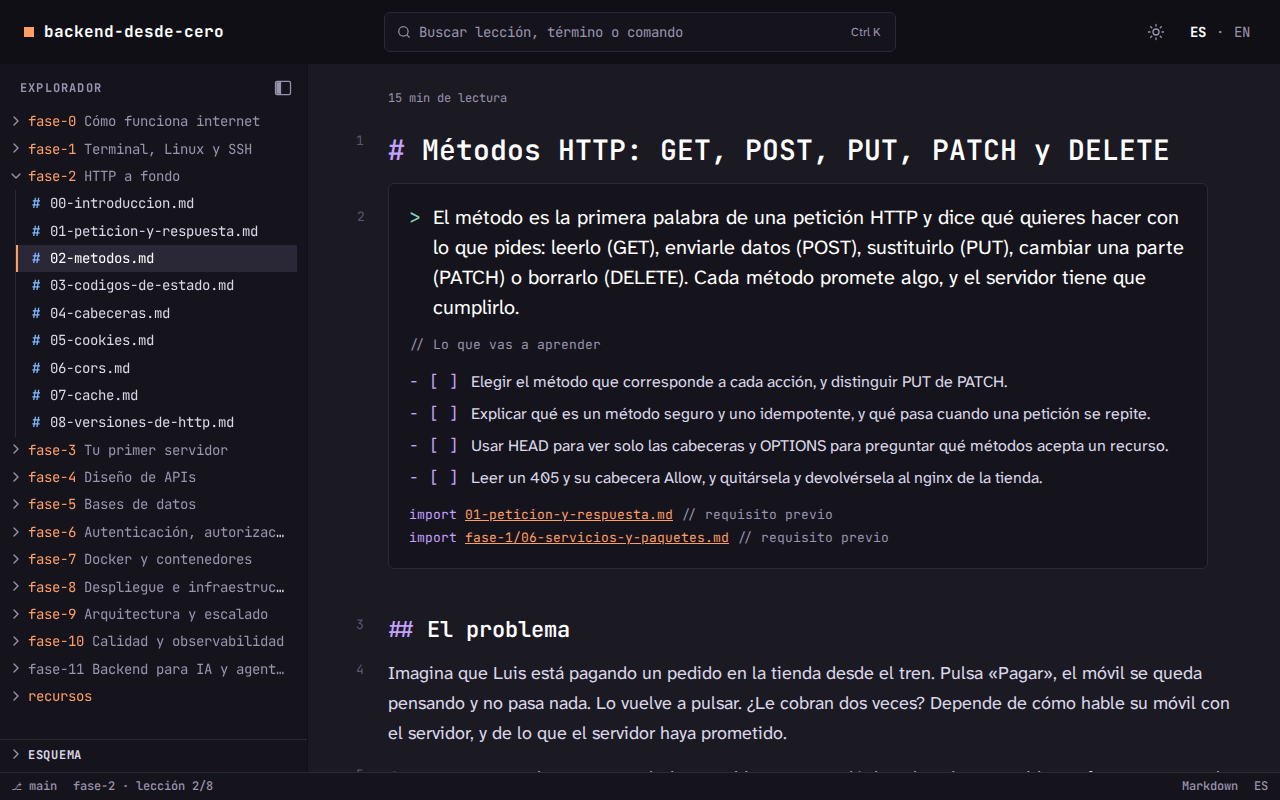 backend-desde-cero
Buscar lección, término o comando
Ctrl K
ES · EN
EXPLORADOR
fase-0 Cómo funciona internet
fase-1 Terminal, Linux y SSH
fase-2 HTTP a fondo
# 00-introduccion.md
# 01-peticion-y-respuesta.md
# 02-metodos.md
# 03-codigos-de-estado.md
# 04-cabeceras.md
# 05-cookies.md
# 06-cors.md
# 07-cache.md
# 08-versiones-de-http.md
fase-3 Tu primer servidor
fase-4 Diseño de APIs
fase-5 Bases de datos
fase-6 Autenticación, autorizac…
fase-7 Docker y contenedores
fase-8 Despliegue e infraestruc…
fase-9 Arquitectura y escalado
fase-10 Calidad y observabilidad
fase-11 Backend para IA y agent…
recursos
ESQUEMA
15 min de lectura
1 # Métodos HTTP: GET, POST, PUT, PATCH y DELETE
2 > El método es la primera palabra de una petición HTTP y dice qué quieres hacer con
lo que pides: leerlo (GET), enviarle datos (POST), sustituirlo (PUT), cambiar una parte
(PATCH) o borrarlo (DELETE). Cada método promete algo, y el servidor tiene que
cumplirlo.
// Lo que vas a aprender
- [ ] Elegir el método que corresponde a cada acción, y distinguir PUT de PATCH.
- [ ] Explicar qué es un método seguro y uno idempotente, y qué pasa cuando una petición se repite.
- [ ] Usar HEAD para ver solo las cabeceras y OPTIONS para preguntar qué métodos acepta un recurso.
- [ ] Leer un 405 y su cabecera Allow, y quitársela y devolvérsela al nginx de la tienda.
import 01-peticion-y-respuesta.md // requisito previo
import fase-1/06-servicios-y-paquetes.md // requisito previo
3 ## El problema
4 Imagina que Luis está pagando un pedido en la tienda desde el tren. Pulsa «Pagar», el móvil se queda
pensando y no pasa nada. Lo vuelve a pulsar. ¿Le cobran dos veces? Depende de cómo hable su móvil con
el servidor, y de lo que el servidor haya prometido.
main fase-2 · lección 2/8
Markdown ES